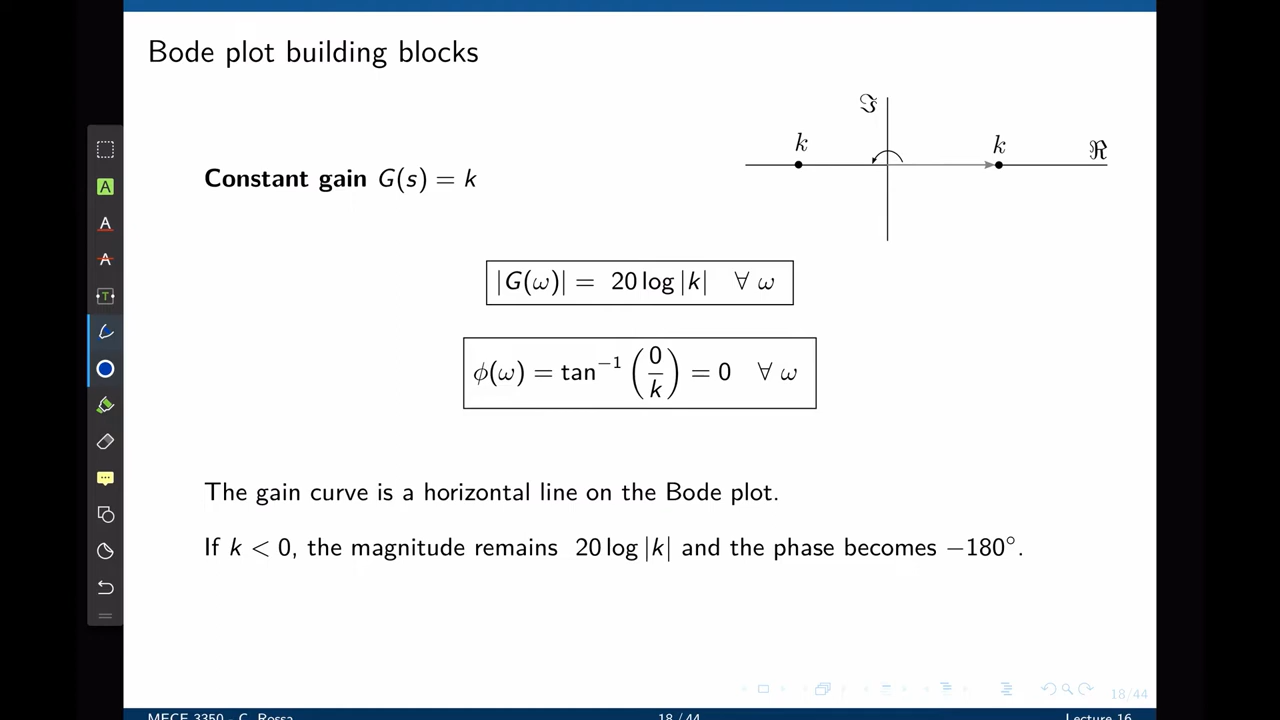 Bode plot building blocks
ℑ
k k ℜ
Constant gain G(s) = k
|G(ω)| = 20 log |k| ∀ ω
ϕ(ω) = tan⁻¹ (0/k) = 0 ∀ ω
The gain curve is a horizontal line on the Bode plot.
If k < 0, the magnitude remains 20 log |k| and the phase becomes −180°.
18/44
MECE 3350 - C. Rossa 18 / 44 Lecture 16
A
A
A
T